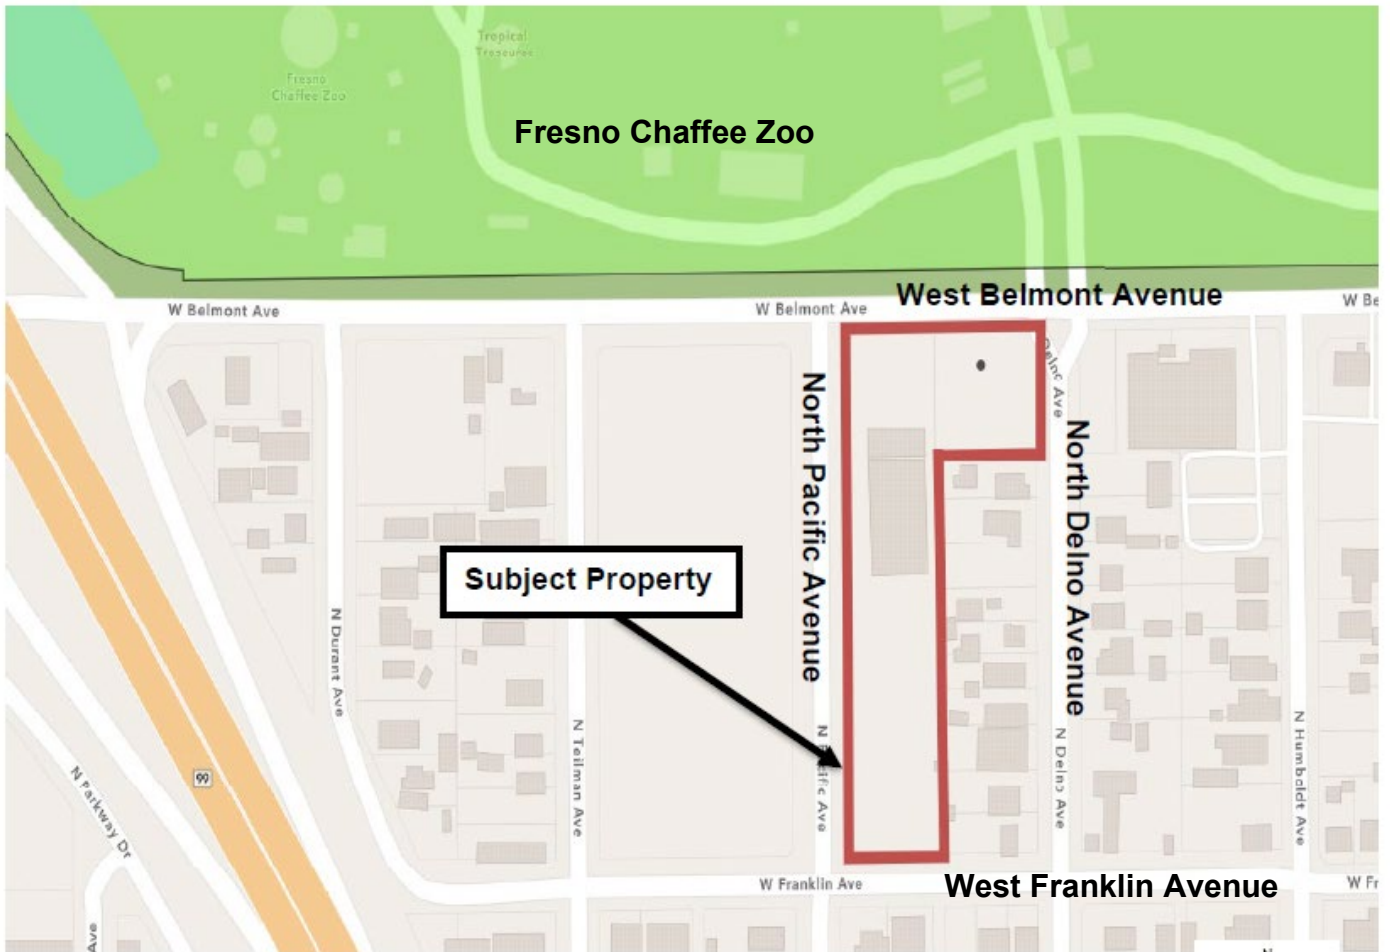 Tropical
Treasures
Fresno
Chaffee Zoo
Fresno Chaffee Zoo
West Belmont Avenue
W Belmont Ave
W Belmont Ave
W Be
North Pacific Avenue
Delno Ave
North Delno Avenue
Subject Property
N Durant Ave
N Teilman Ave
N Pacific Ave
N Delno Ave
N Humboldt Ave
99
N Parkway Dr
W Franklin Ave
West Franklin Avenue
W Fr
Ave
N